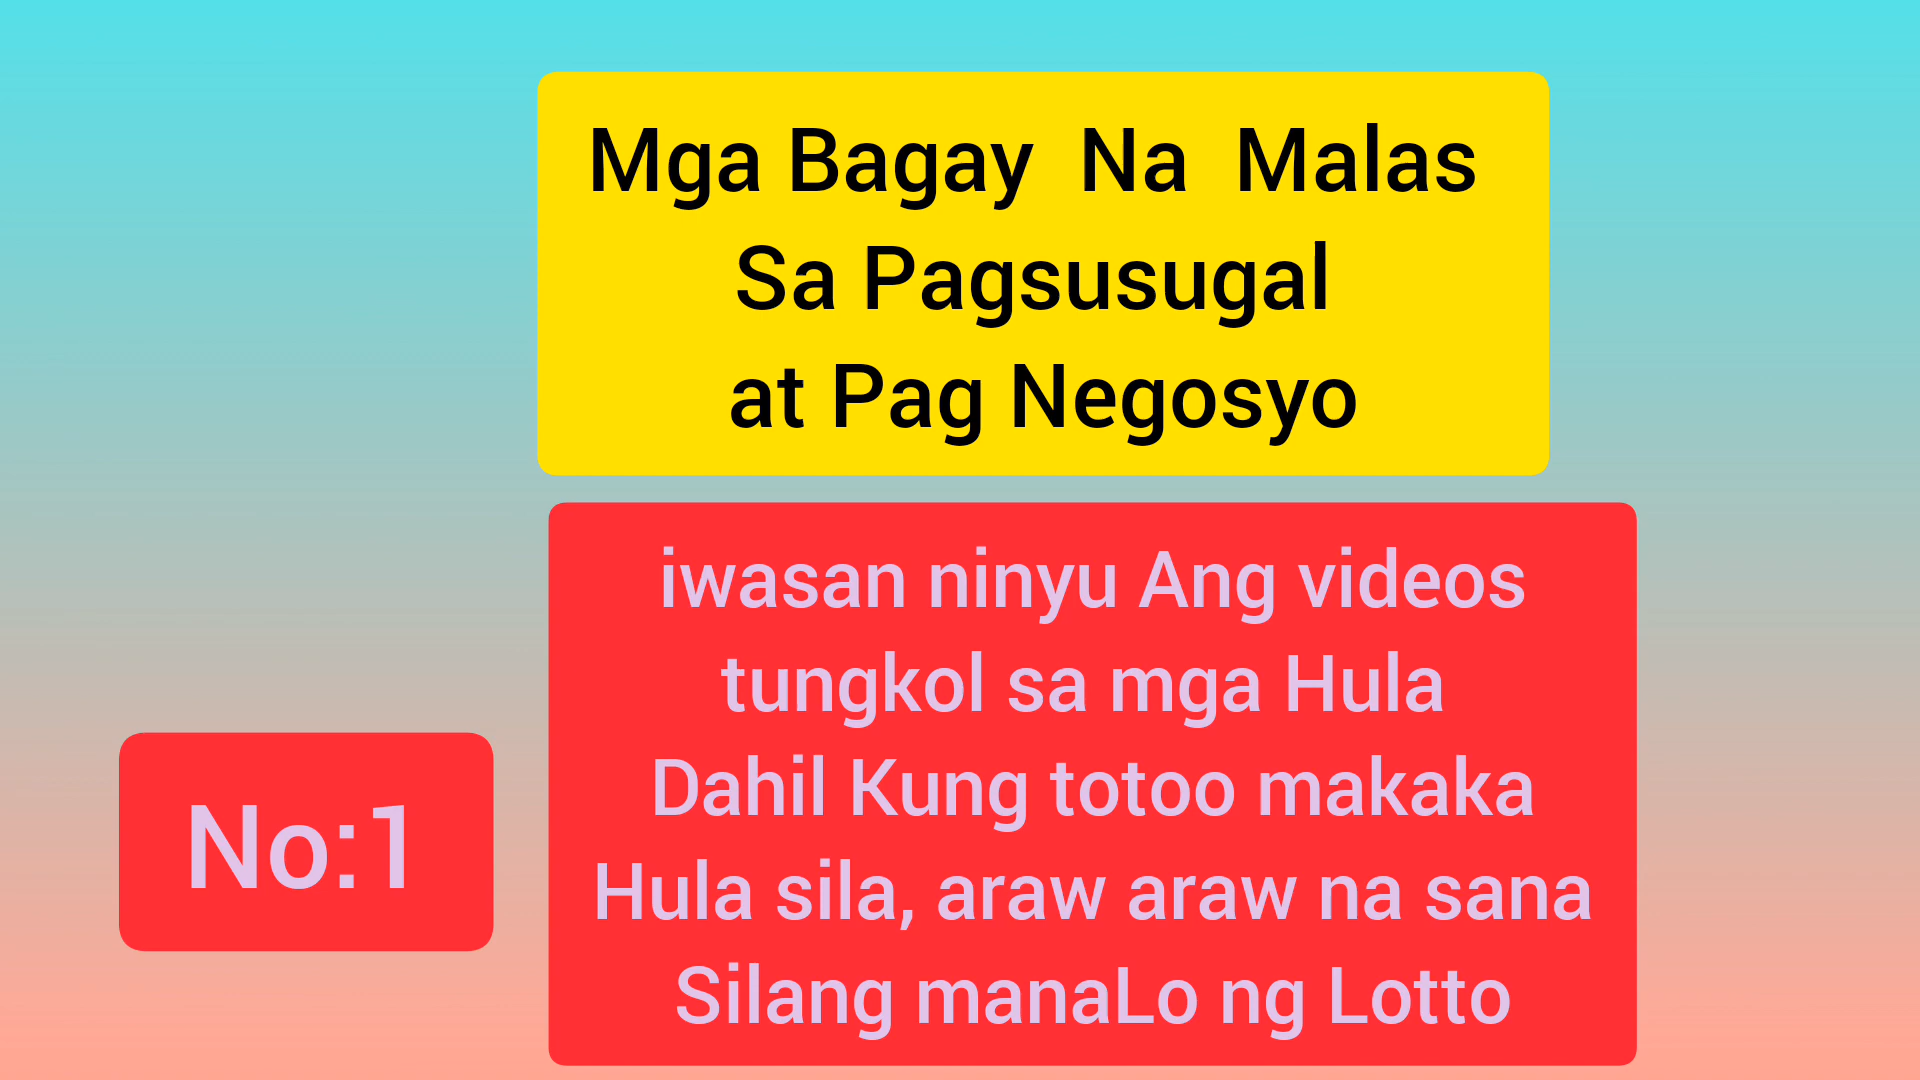 Mga Bagay Na Malas
Sa Pagsusugal
at Pag Negosyo
No:1
iwasan ninyu Ang videos
tungkol sa mga Hula
Dahil Kung totoo makaka
Hula sila, araw araw na sana
Silang manaLo ng Lotto